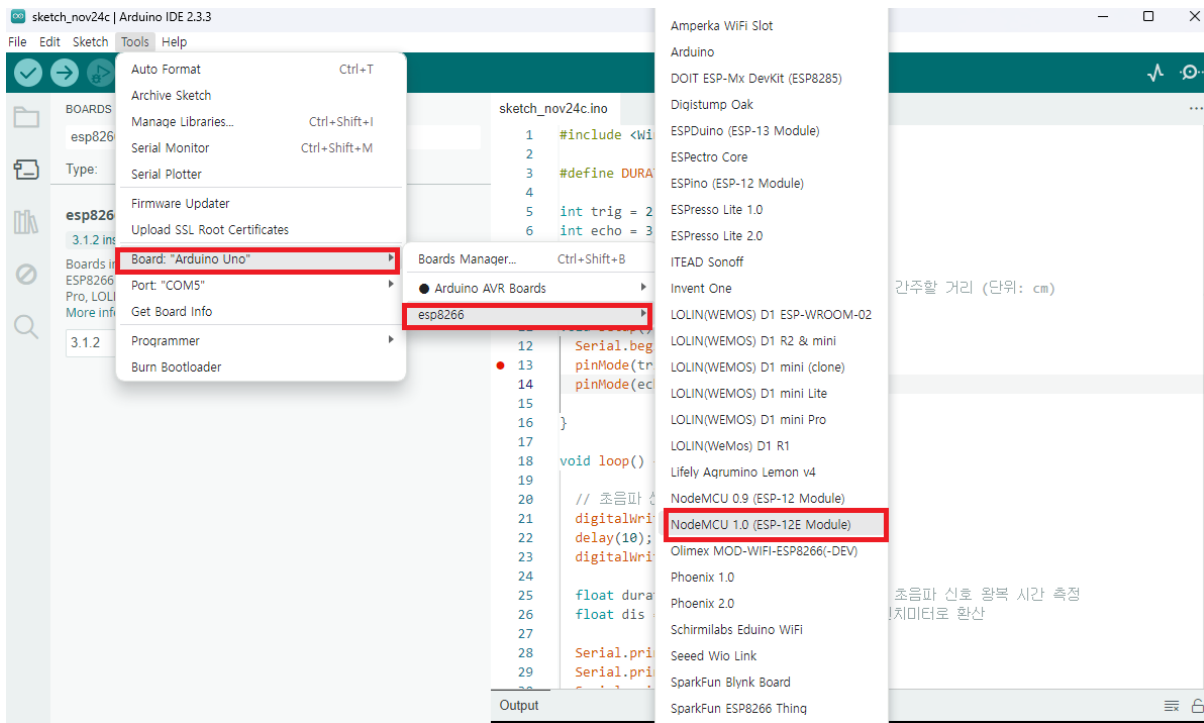 sketch_nov24c | Arduino IDE 2.3.3
File Edit Sketch Tools Help
BOARDS
esp826
Type:
esp826
3.1.2 ins
Boards in
ESP8266
Pro, LOLI
More info
3.1.2
Auto Format Ctrl+T
Archive Sketch
Manage Libraries... Ctrl+Shift+I
Serial Monitor Ctrl+Shift+M
Serial Plotter
Firmware Updater
Upload SSL Root Certificates
Board: "Arduino Uno"
Port: "COM5"
Get Board Info
Programmer
Burn Bootloader
Boards Manager... Ctrl+Shift+B
Arduino AVR Boards
esp8266
Amperka WiFi Slot
Arduino
DOIT ESP-Mx DevKit (ESP8285)
Digistump Oak
ESPDuino (ESP-13 Module)
ESPectro Core
ESPino (ESP-12 Module)
ESPresso Lite 1.0
ESPresso Lite 2.0
ITEAD Sonoff
Invent One
LOLIN(WEMOS) D1 ESP-WROOM-02
LOLIN(WEMOS) D1 R2 & mini
LOLIN(WEMOS) D1 mini (clone)
LOLIN(WEMOS) D1 mini Lite
LOLIN(WEMOS) D1 mini Pro
LOLIN(WeMos) D1 R1
Lifely Agrumino Lemon v4
NodeMCU 0.9 (ESP-12 Module)
NodeMCU 1.0 (ESP-12E Module)
Olimex MOD-WIFI-ESP8266(-DEV)
Phoenix 1.0
Phoenix 2.0
Schirmilabs Eduino WiFi
Seeed Wio Link
SparkFun Blynk Board
SparkFun ESP8266 Thing
sketch_nov24c.ino
1 #include <Wi
2
3 #define DURA
4
5 int trig = 2
6 int echo = 3
간주할 거리 (단위: cm)
12 Serial.beg
13 pinMode(tr
14 pinMode(ec
15
16 }
17
18 void loop()
19
20 // 초음파 신
21 digitalWri
22 delay(10);
23 digitalWri
24
25 float dura 초음파 신호 왕복 시간 측정
26 float dis 치미터로 환산
27
28 Serial.pri
29 Serial.pri
Output